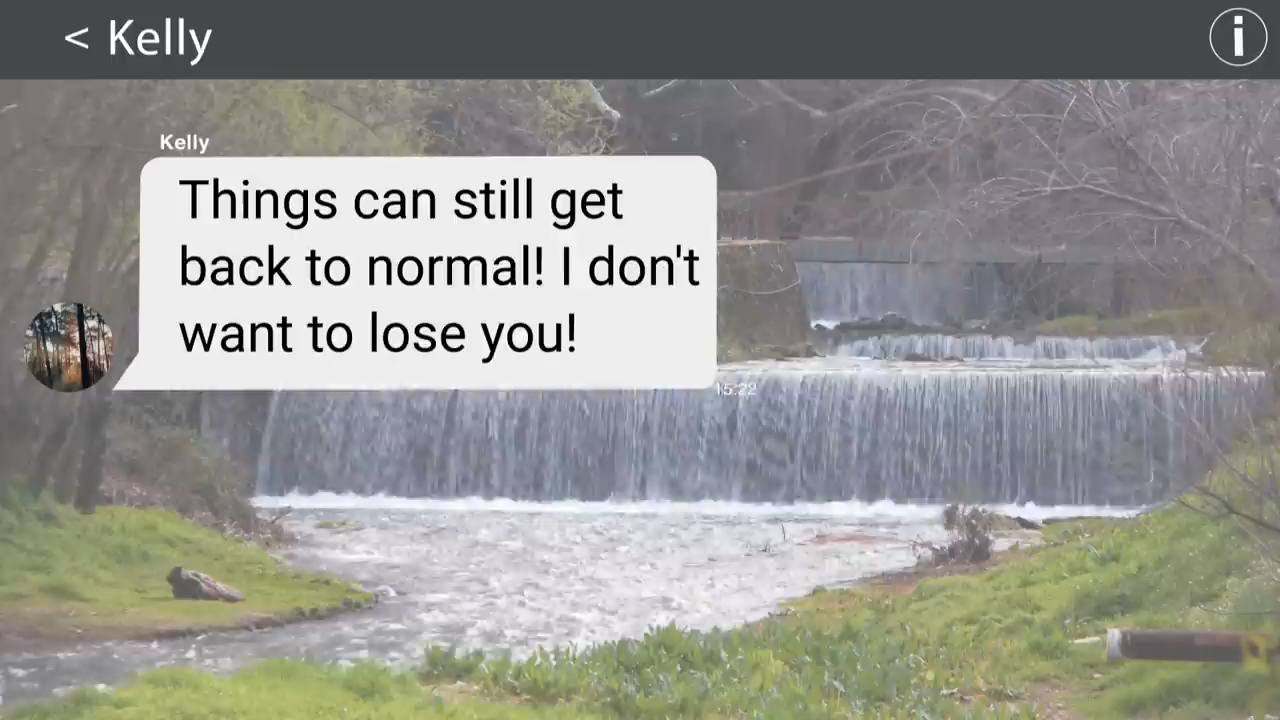 < Kelly
Kelly
Things can still get
back to normal! I don't
want to lose you!
15:22